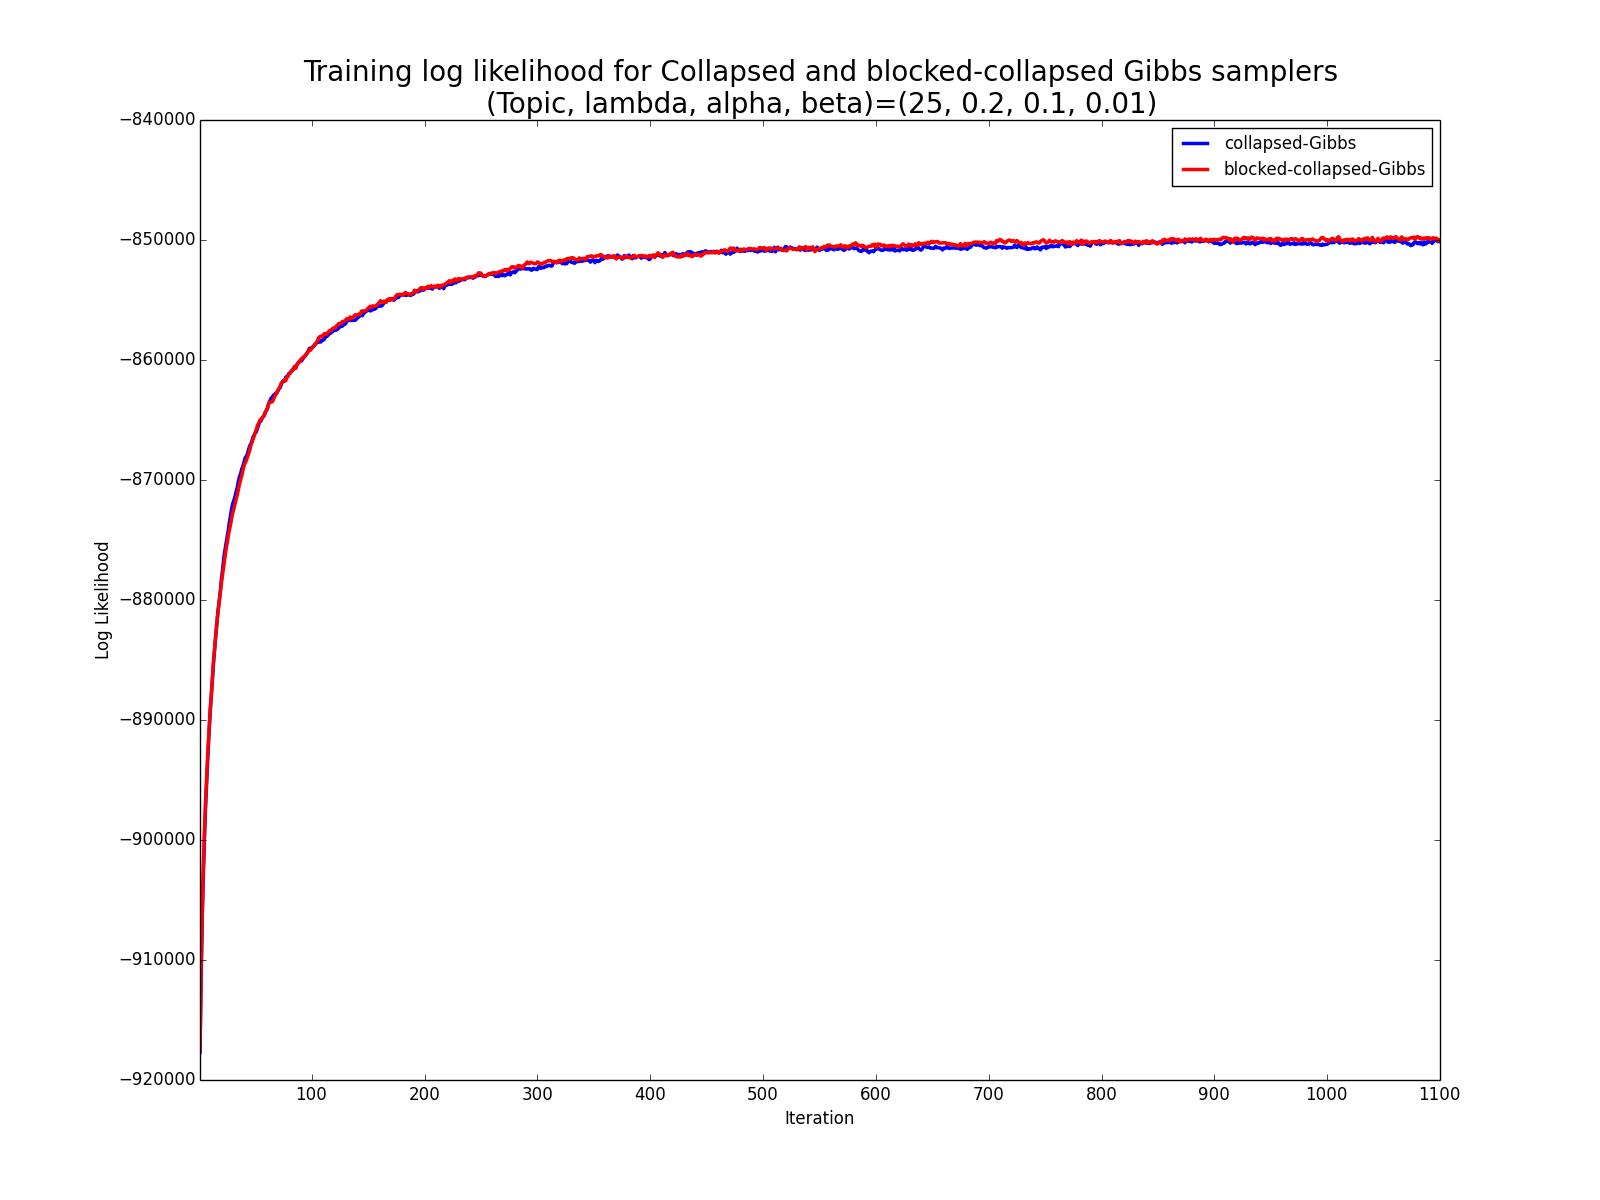 Training log likelihood for Collapsed and blocked-collapsed Gibbs samplers
(Topic, lambda, alpha, beta)=(25, 0.2, 0.1, 0.01)
−840000
collapsed-Gibbs
blocked-collapsed-Gibbs
−850000
−860000
−870000
Log Likelihood
−880000
−890000
−900000
−910000
−920000
100 200 300 400 500 600 700 800 900 1000 1100
Iteration